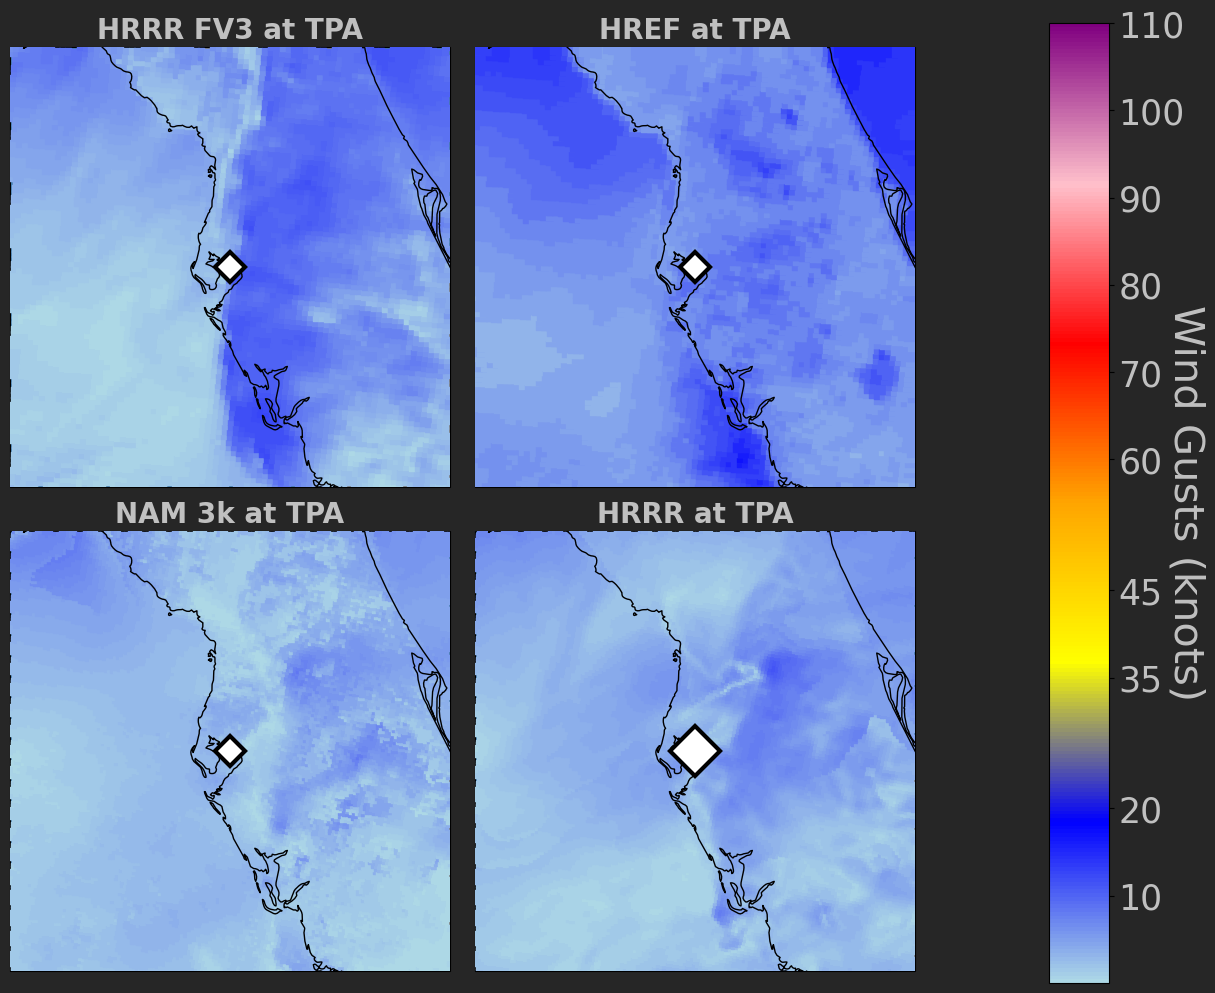 HRRR FV3 at TPA
HREF at TPA
NAM 3k at TPA
HRRR at TPA
110
100
90
80
70
60
45
35
20
10
Wind Gusts (knots)